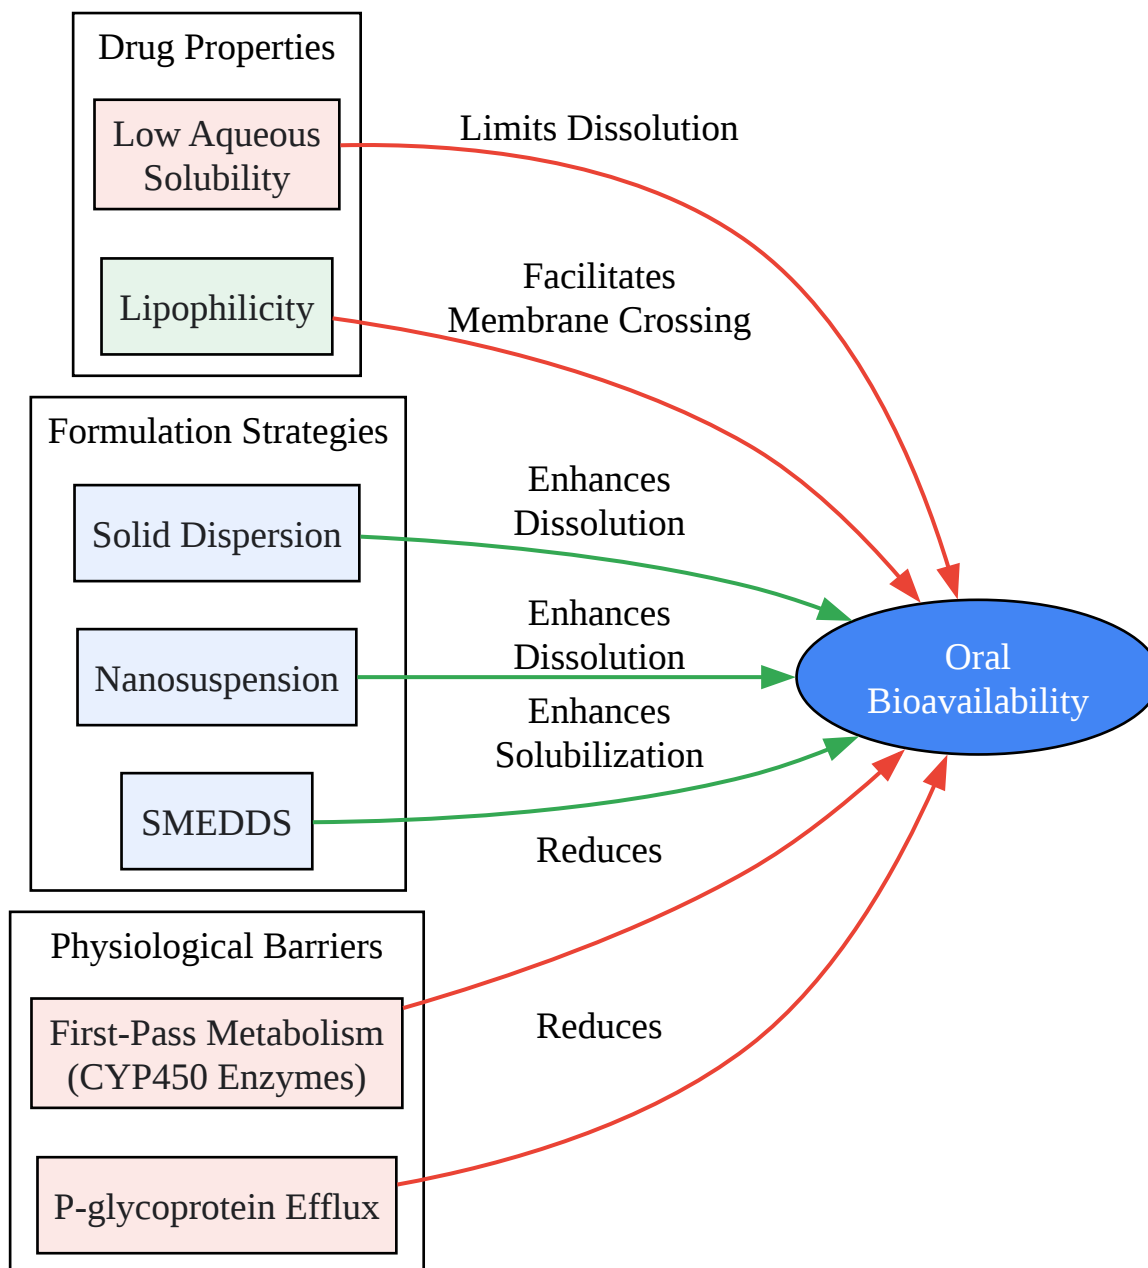 Drug Properties
Low Aqueous
Solubility
Limits Dissolution
Lipophilicity
Facilitates
Membrane Crossing
Formulation Strategies
Solid Dispersion
Enhances
Dissolution
Nanosuspension
Enhances
Dissolution
SMEDDS
Enhances
Solubilization
Oral
Bioavailability
Physiological Barriers
First-Pass Metabolism
(CYP450 Enzymes)
Reduces
P-glycoprotein Efflux
Reduces